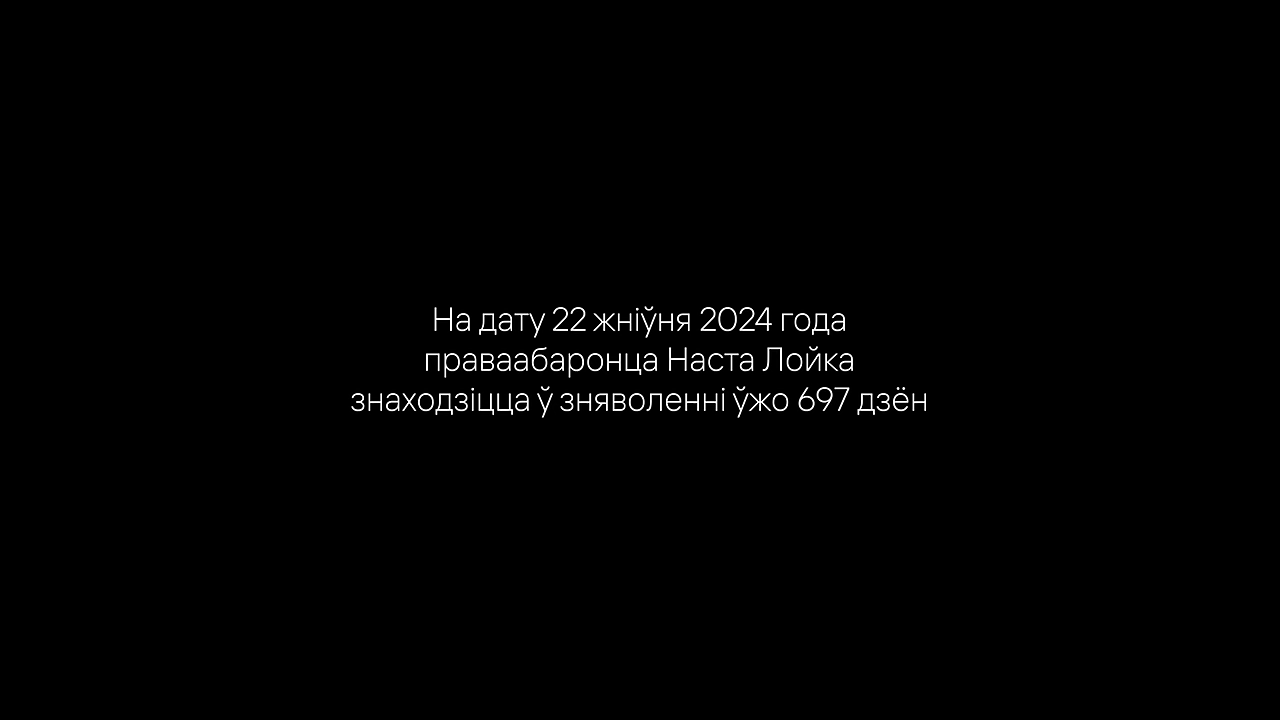 На дату 22 жніўня 2024 года
праваабаронца Наста Лойка
знаходзіцца ў зняволенні ўжо 697 дзён